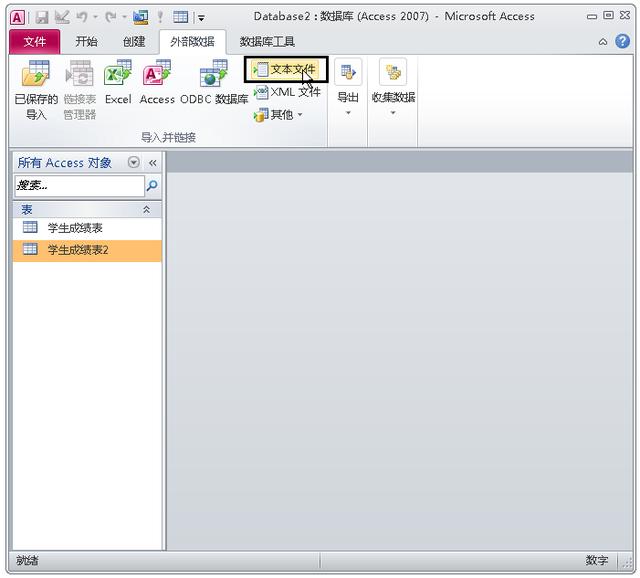 Database2 : 数据库 (Access 2007) - Microsoft Access
文件 开始 创建 外部数据 数据库工具
已保存的导入
链接表管理器
Excel
Access
ODBC 数据库
文本文件
XML 文件
其他
导出
收集数据
导入并链接
所有 Access 对象
搜索...
表
学生成绩表
学生成绩表2
就绪
数字